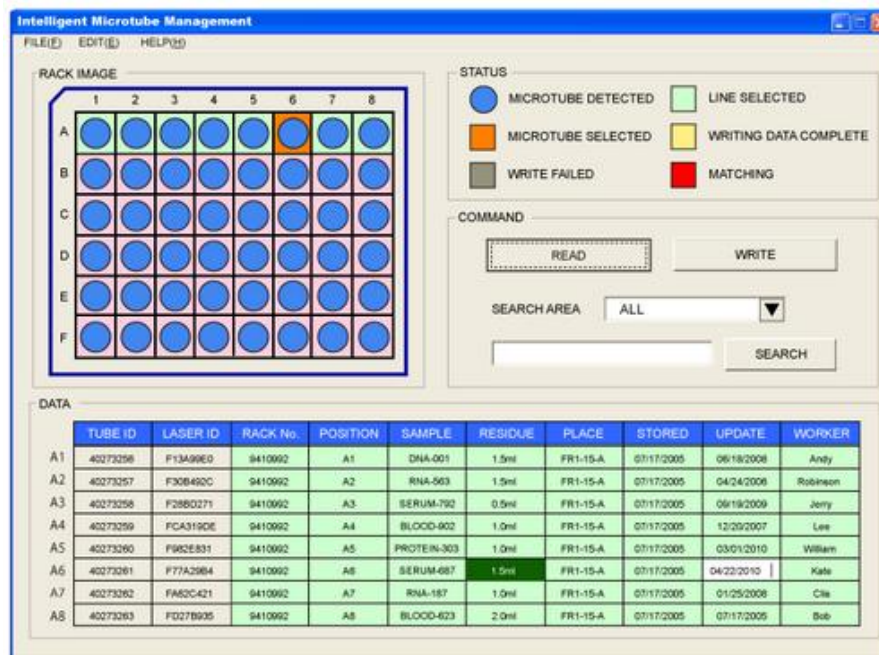 Intelligent Microtube Management
FILE(F) EDIT(E) HELP(H)
RACK IMAGE
1 2 3 4 5 6 7 8
A
B
C
D
E
F
STATUS
MICROTUBE DETECTED LINE SELECTED
MICROTUBE SELECTED WRITING DATA COMPLETE
WRITE FAILED MATCHING
COMMAND
READ WRITE
SEARCH AREA ALL
SEARCH
DATA
TUBE ID LASER ID RACK No. POSITION SAMPLE RESIDUE PLACE STORED UPDATE WORKER
A1 40273256 F13A99E0 9410992 A1 DNA-001 1.5ml FR1-15-A 07/17/2005 06/18/2008 Andy
A2 40273257 F30B492C 9410992 A2 RNA-563 1.5ml FR1-15-A 07/17/2005 04/24/2006 Robinson
A3 40273258 F28BD271 9410992 A3 SERUM-792 0.5ml FR1-15-A 07/17/2005 09/19/2009 Jerry
A4 40273259 FCA319DE 9410992 A4 BLOOD-902 1.0ml FR1-15-A 07/17/2005 12/20/2007 Lee
A5 40273260 F982E831 9410992 A5 PROTEIN-303 1.0ml FR1-15-A 07/17/2005 03/01/2010 William
A6 40273261 F77A29B4 9410992 A6 SERUM-687 1.5ml FR1-15-A 07/17/2005 04/22/2010 Kate
A7 40273262 FA62C421 9410992 A7 RNA-187 1.0ml FR1-15-A 07/17/2005 01/25/2008
A8 40273263 FD27B935 9410992 A8 BLOOD-623 2.0ml FR1-15-A 07/17/2005 07/17/2005 Bob